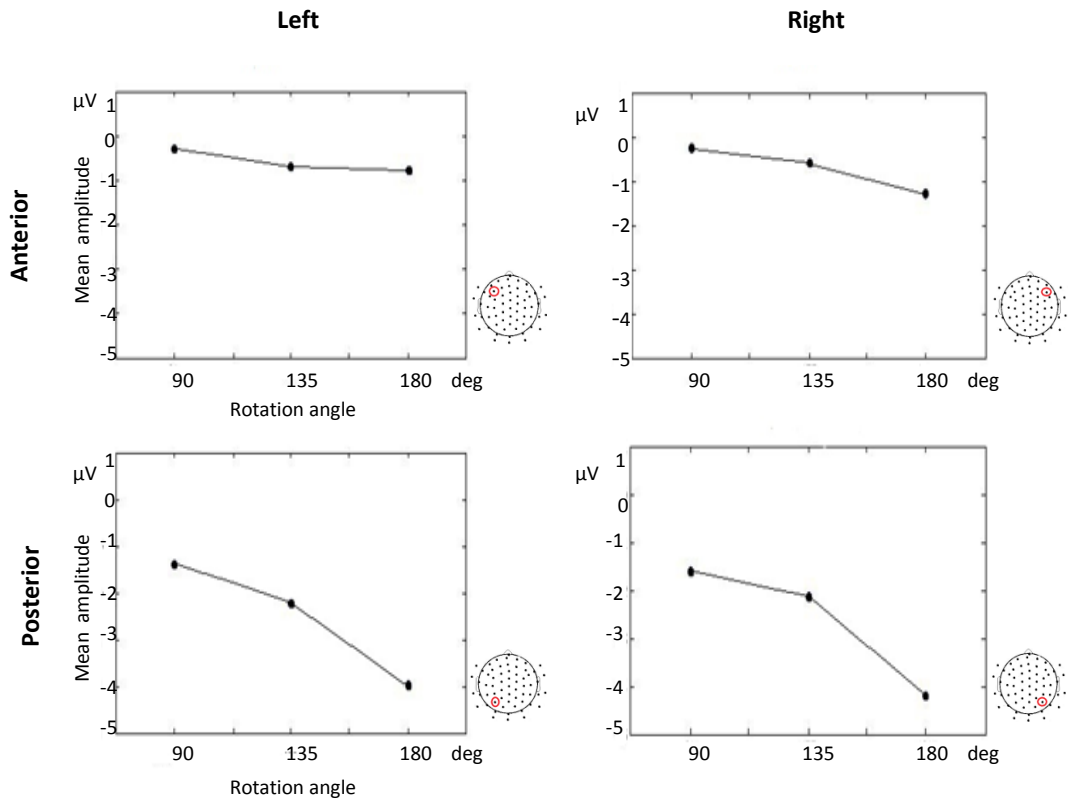 Left
Right
Anterior
µV
Mean amplitude
1
0
-1
-2
-3
-4
-5
90 135 180 deg
Rotation angle
µV
1
0
-1
-2
-3
-4
-5
90 135 180 deg
Posterior
µV
Mean amplitude
1
0
-1
-2
-3
-4
-5
90 135 180 deg
Rotation angle
µV
1
0
-1
-2
-3
-4
-5
90 135 180 deg